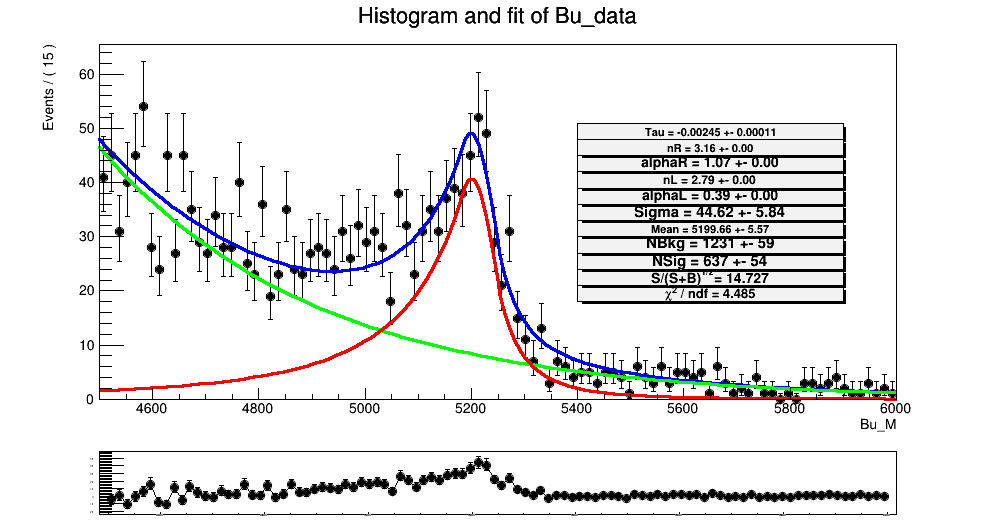 Histogram and fit of Bu_data
Events / ( 15 )
60
50
40
30
20
10
0
Tau = -0.00245 +- 0.00011
nR = 3.16 +- 0.00
alphaR = 1.07 +- 0.00
nL = 2.79 +- 0.00
alphaL = 0.39 +- 0.00
Sigma = 44.62 +- 5.84
Mean = 5199.66 +- 5.57
NBkg = 1231 +- 59
NSig = 637 +- 54
S/(S+B)^1/2 = 14.727
χ² / ndf = 4.485
4600 4800 5000 5200 5400 5600 5800 6000
Bu_M